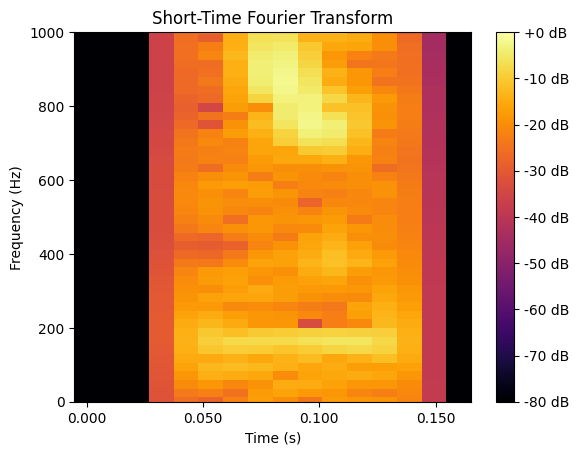 Short-Time Fourier Transform
1000
800
600
400
200
0
Frequency (Hz)
0.000
0.050
0.100
0.150
Time (s)
+0 dB
-10 dB
-20 dB
-30 dB
-40 dB
-50 dB
-60 dB
-70 dB
-80 dB